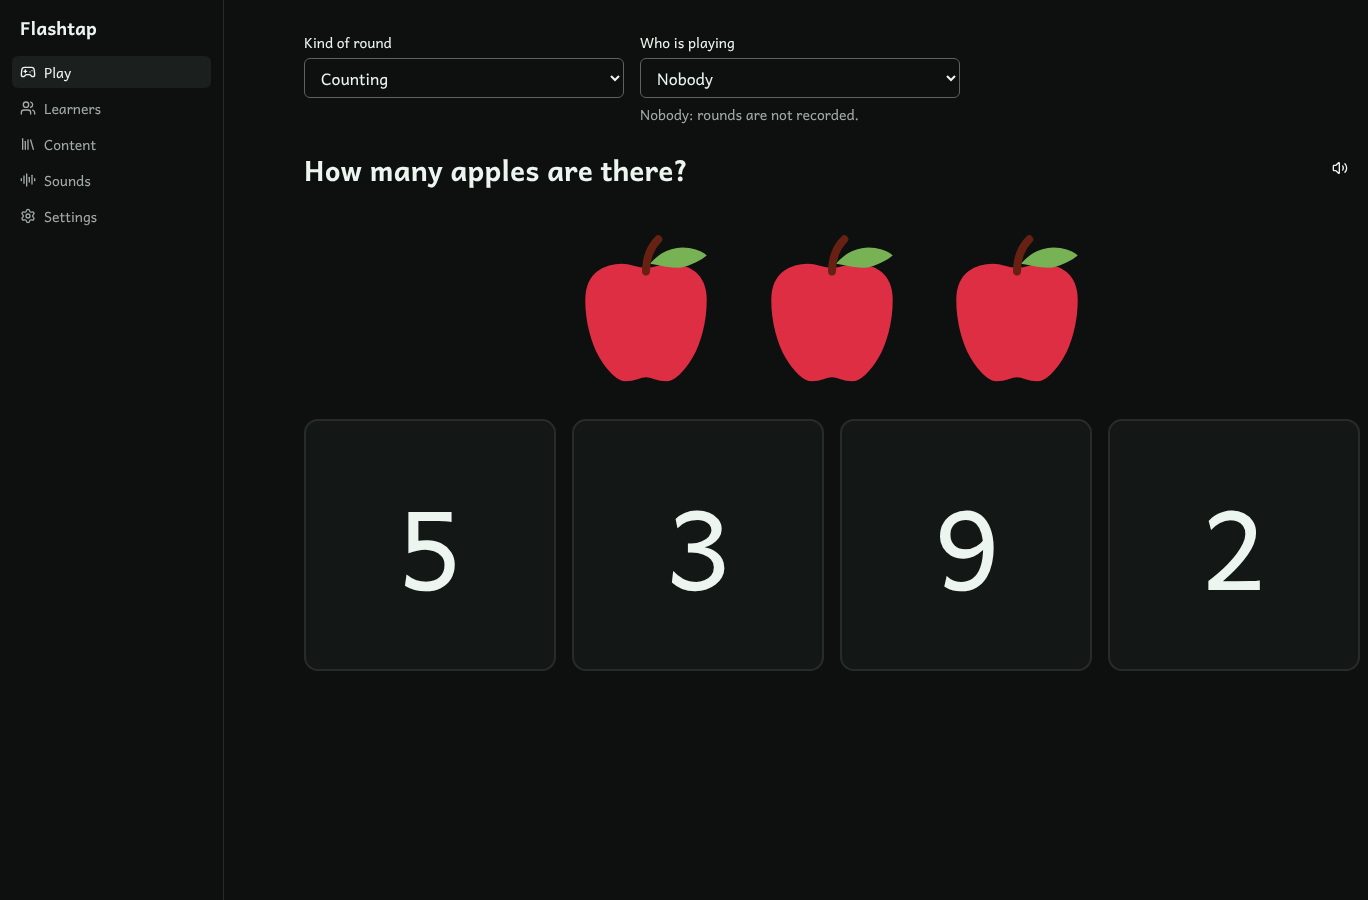 Flashtap
Play
Learners
Content
Sounds
Settings
Kind of round
Counting
Who is playing
Nobody
Nobody: rounds are not recorded.
How many apples are there?
5
3
9
2